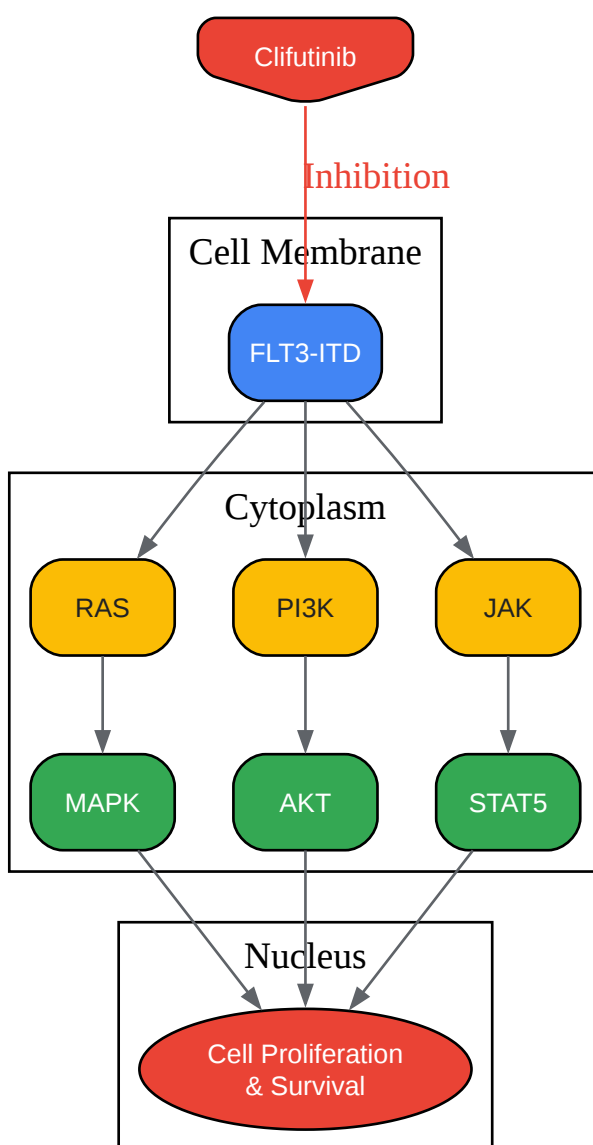 Clifutinib
Inhibition
Cell Membrane
FLT3-ITD
Cytoplasm
RAS
PI3K
JAK
MAPK
AKT
STAT5
Nucleus
Cell Proliferation
& Survival